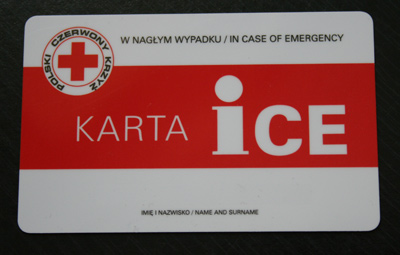 POLSKI CZERWONY KRZYŻ
W NAGŁYM WYPADKU / IN CASE OF EMERGENCY
KARTA iCE
IMIĘ I NAZWISKO / NAME AND SURNAME